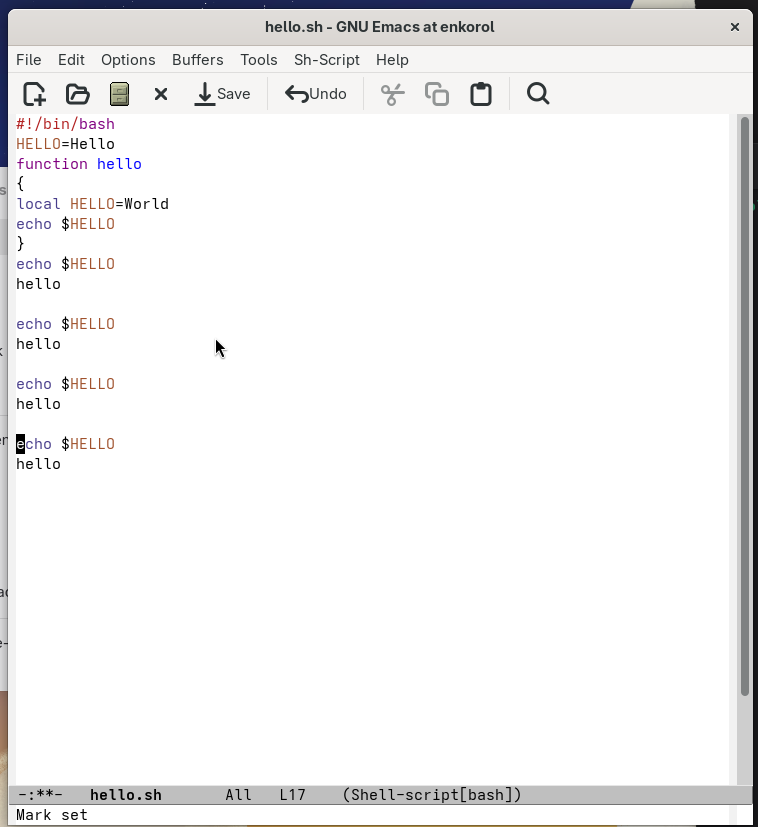 hello.sh - GNU Emacs at enkorol
File Edit Options Buffers Tools Sh-Script Help
Save Undo
#!/bin/bash
HELLO=Hello
function hello
{
local HELLO=World
echo $HELLO
}
echo $HELLO
hello
echo $HELLO
hello
echo $HELLO
hello
echo $HELLO
hello
-:**- hello.sh All L17 (Shell-script[bash])
Mark set